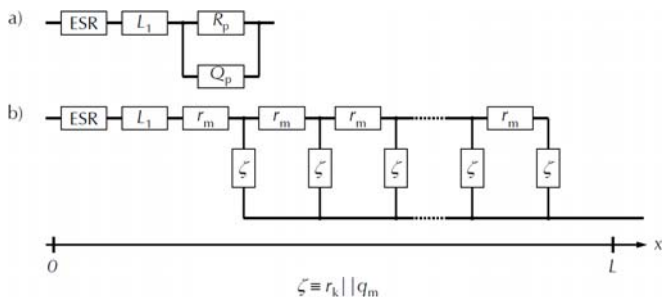 a) ESR L₁ Rₚ
Qₚ
b) ESR L₁ rₘ rₘ rₘ rₘ
ζ ζ ζ ζ ζ
x
0 L
ζ ≡ rₖ||qₘ